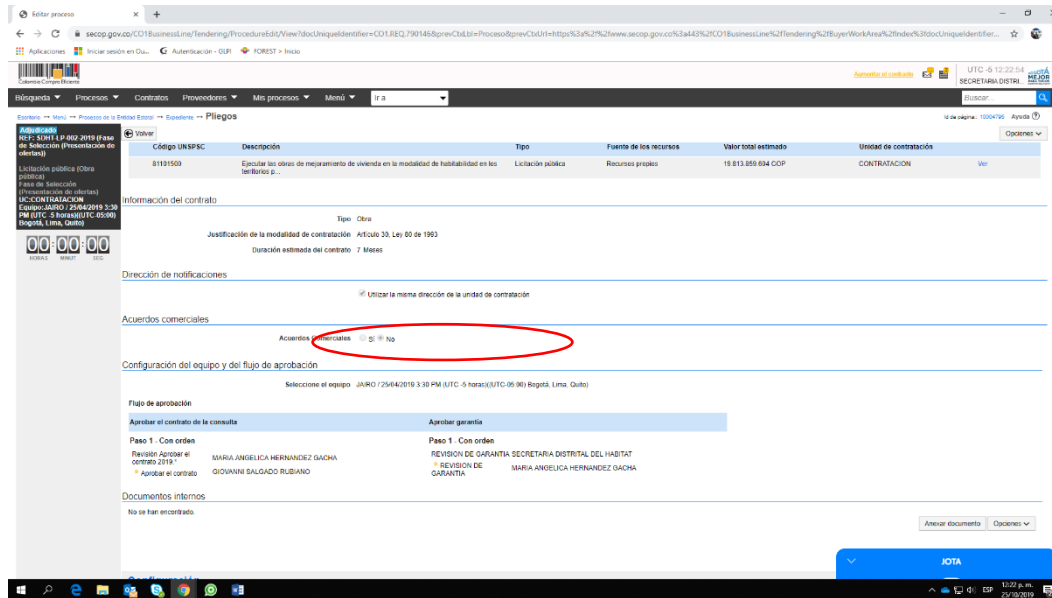 Editar proceso
secop.gov.co/CO1BusinessLine/Tendering/ProcedureEdit/View?docUniqueIdentifier=CO1.REQ.790146&prevCtxLbl=Proceso&prevCtxUrl=https%3a%2f%2fwww.secop.gov.co%3a443%2fCO1BusinessLine%2fTendering%2fBuyerWorkArea%2fIndex%3fdocUniqueIdentifier...
Aplicaciones Iniciar sesión en Ou... Autenticación - GLPI FOREST > Inicio
Colombia Compra Eficiente
Aumentar el contraste
UTC -6 12:22:54
SECRETARIA DISTRI...
BOGOTÁ
MEJOR
Búsqueda Procesos Contratos Proveedores Mis procesos Menú Ir a Buscar...
Escritorio → Menú → Procesos de la Entidad Estatal → Expediente → Pliegos
Id de página: 10004795 Ayuda
Volver Opciones
Adjudicado
REF: SDHT-LP-002-2019 (Fase de Selección (Presentación de ofertas))
Licitación pública (Obra pública)
Fase de Selección (Presentación de ofertas)
UC:CONTRATACION
Equipo:JAIRO / 25/04/2019 3:30 PM (UTC -5 horas)((UTC-05:00) Bogotá, Lima, Quito)
00:00:00
HORAS MINUT SEG
Código UNSPSC Descripción Tipo Fuente de los recursos Valor total estimado Unidad de contratación
81101509 Ejecutar las obras de mejoramiento de vivienda en la modalidad de habitabilidad en los territorios p... Licitación pública Recursos propios 19.813.859.694 COP CONTRATACION Ver
Información del contrato
Tipo Obra
Justificación de la modalidad de contratación Artículo 30, Ley 80 de 1993
Duración estimada del contrato 7 Meses
Dirección de notificaciones
Utilizar la misma dirección de la unidad de contratación
Acuerdos comerciales
Acuerdos Comerciales Sí No
Configuración del equipo y del flujo de aprobación
Seleccione el equipo JAIRO / 25/04/2019 3:30 PM (UTC -5 horas)((UTC-05:00) Bogotá, Lima, Quito)
Flujo de aprobación
Aprobar el contrato de la consulta Aprobar garantía
Paso 1 - Con orden Paso 1 - Con orden
Revisión Aprobar el contrato 2019.* MARIA ANGELICA HERNANDEZ GACHA
* Aprobar el contrato GIOVANNI SALGADO RUBIANO
REVISION DE GARANTIA SECRETARIA DISTRITAL DEL HABITAT
* REVISION DE GARANTIA MARIA ANGELICA HERNANDEZ GACHA
Documentos internos
No se han encontrado.
Anexar documento Opciones
JOTA
ESP 12:22 p. m.
25/10/2019